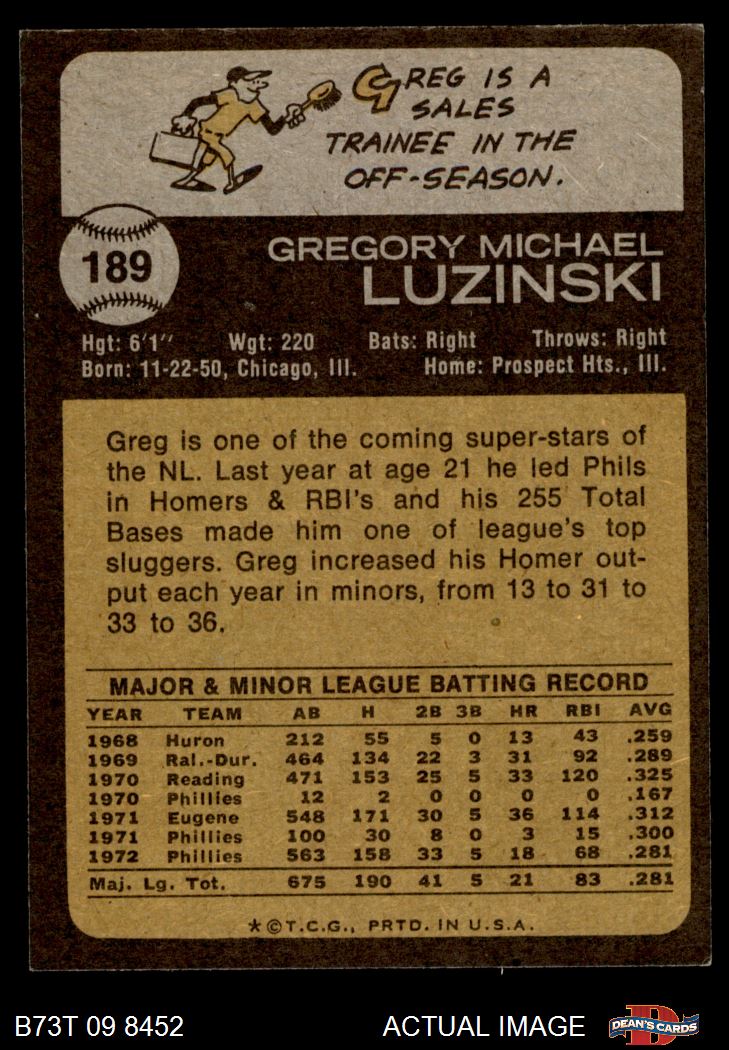 GREG IS A
SALES
TRAINEE IN THE
OFF-SEASON.
189
GREGORY MICHAEL
LUZINSKI
Hgt: 6'1" Wgt: 220 Bats: Right Throws: Right
Born: 11-22-50, Chicago, Ill. Home: Prospect Hts., Ill.
Greg is one of the coming super-stars of
the NL. Last year at age 21 he led Phils
in Homers & RBI's and his 255 Total
Bases made him one of league's top
sluggers. Greg increased his Homer out-
put each year in minors, from 13 to 31 to
33 to 36.
MAJOR & MINOR LEAGUE BATTING RECORD
YEAR TEAM AB H 2B 3B HR RBI AVG
1968 Huron 212 55 5 0 13 43 .259
1969 Ral.-Dur. 464 134 22 3 31 92 .289
1970 Reading 471 153 25 5 33 120 .325
1970 Phillies 12 2 0 0 0 0 .167
1971 Eugene 548 171 30 5 36 114 .312
1971 Phillies 100 30 8 0 3 15 .300
1972 Phillies 563 158 33 5 18 68 .281
Maj. Lg. Tot. 675 190 41 5 21 83 .281
*©T.C.G., PRTD. IN U.S.A.
B73T 09 8452 ACTUAL IMAGE DEAN'S CARDS